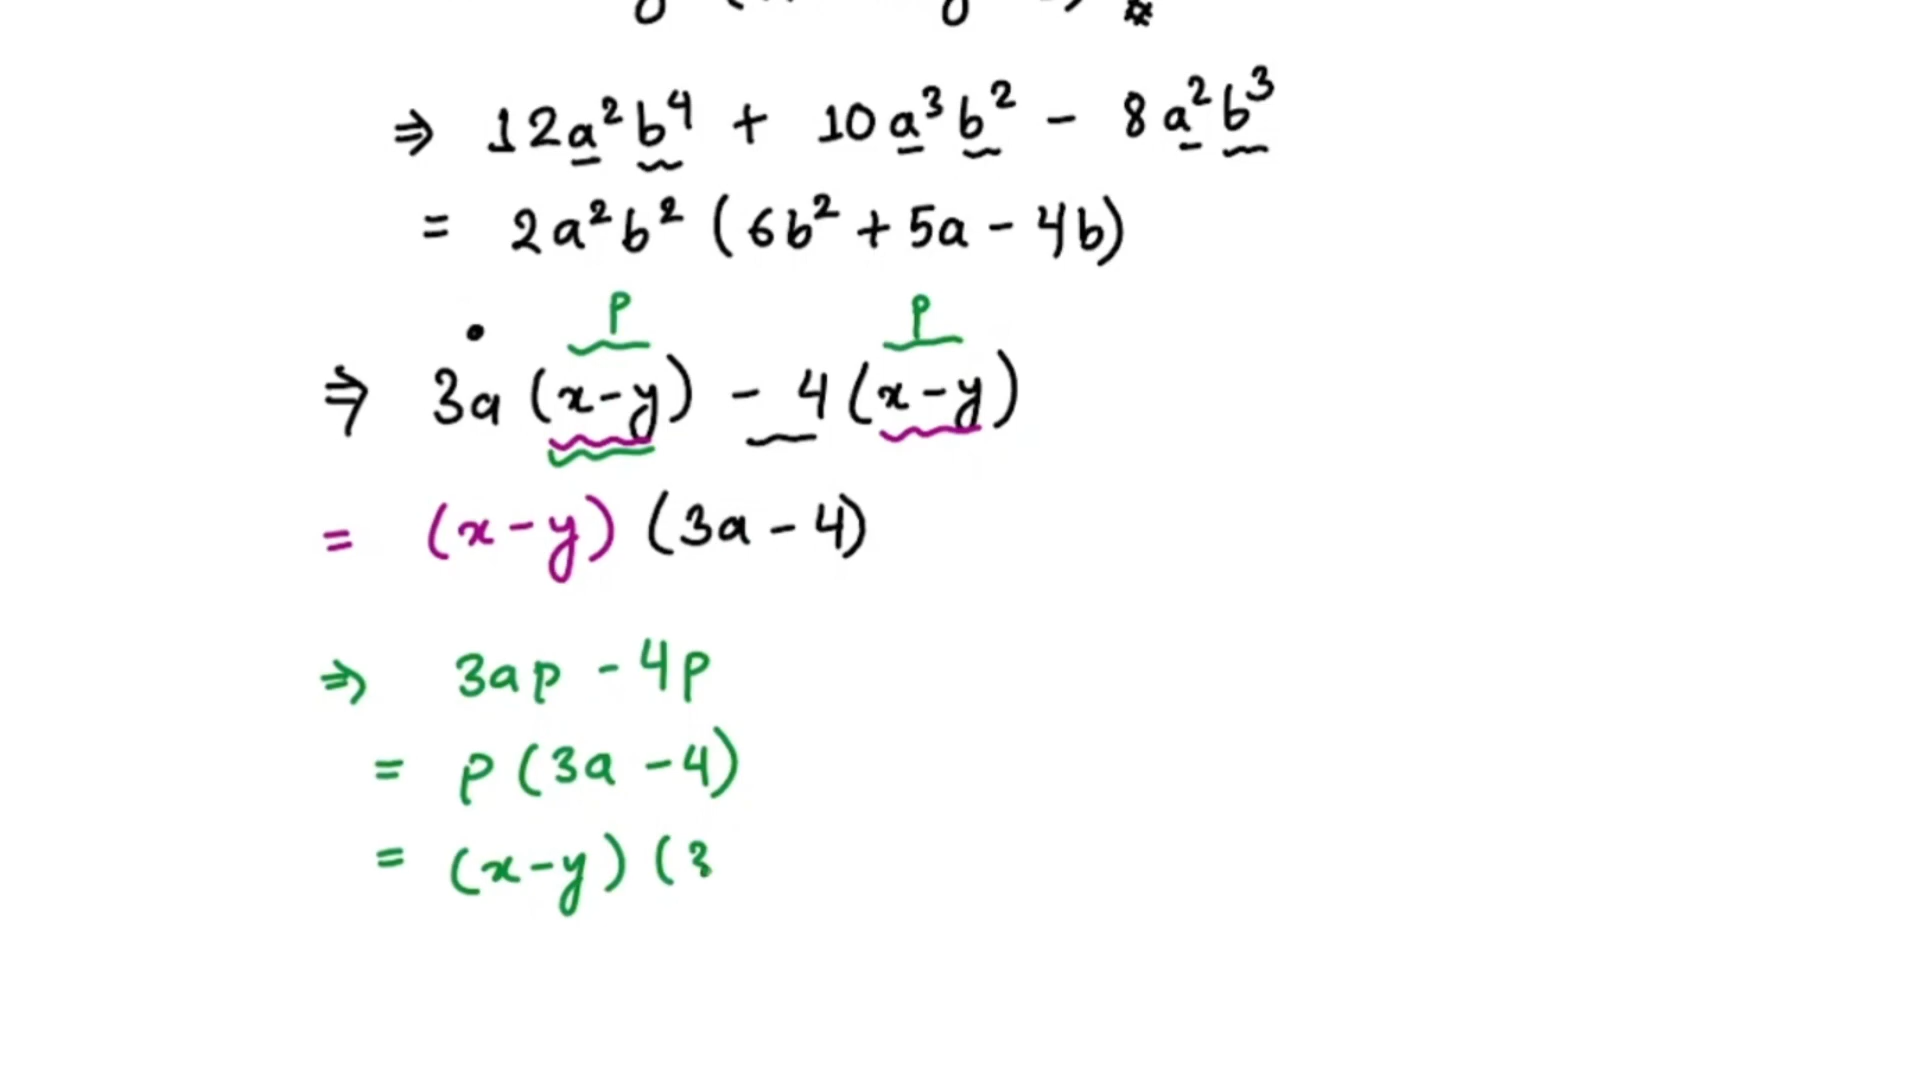 ⇒ 12a²b⁴ + 10a³b² - 8a²b³
= 2a²b² (6b² + 5a - 4b)
p p
⇒ 3a (x-y) - 4 (x-y)
= (x-y) (3a - 4)
⇒ 3ap - 4p
= p (3a - 4)
= (x-y) (3